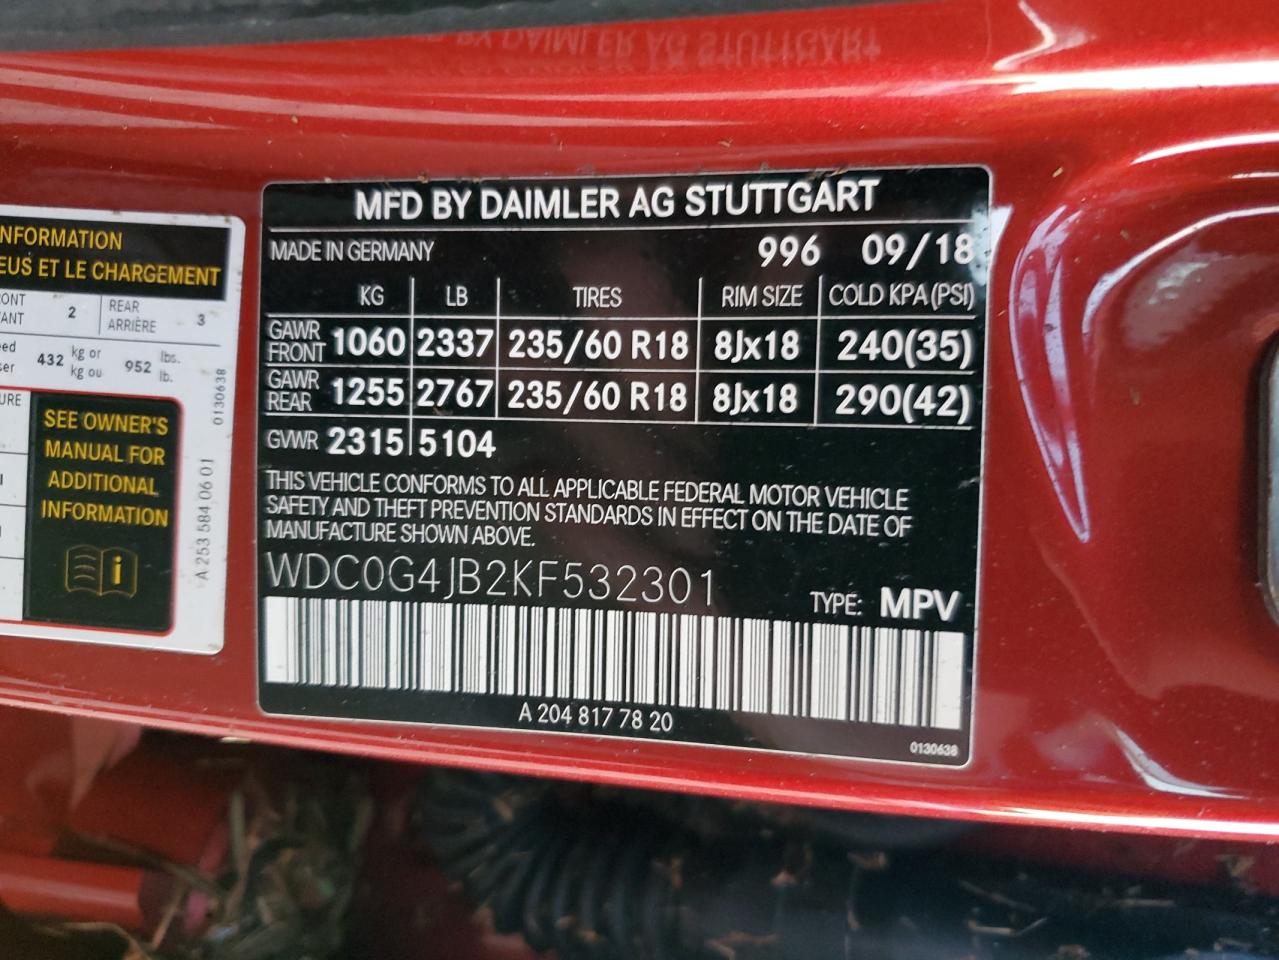 NFORMATION
EUS ET LE CHARGEMENT
2
REAR
ARRIÈRE
3
432 kg or
kg ou
952 lbs.
lb.
SEE OWNER'S
MANUAL FOR
ADDITIONAL
INFORMATION
0130638
A 253 584 06 01
MFD BY DAIMLER AG STUTTGART
MADE IN GERMANY 996 09/18
KG LB TIRES RIM SIZE COLD KPA (PSI)
GAWR FRONT 1060 2337 235/60 R18 8Jx18 240(35)
GAWR REAR 1255 2767 235/60 R18 8Jx18 290(42)
GVWR 2315 5104
THIS VEHICLE CONFORMS TO ALL APPLICABLE FEDERAL MOTOR VEHICLE
SAFETY AND THEFT PREVENTION STANDARDS IN EFFECT ON THE DATE OF
MANUFACTURE SHOWN ABOVE.
WDC0G4JB2KF532301
TYPE: MPV
A 204 817 78 20
0130638